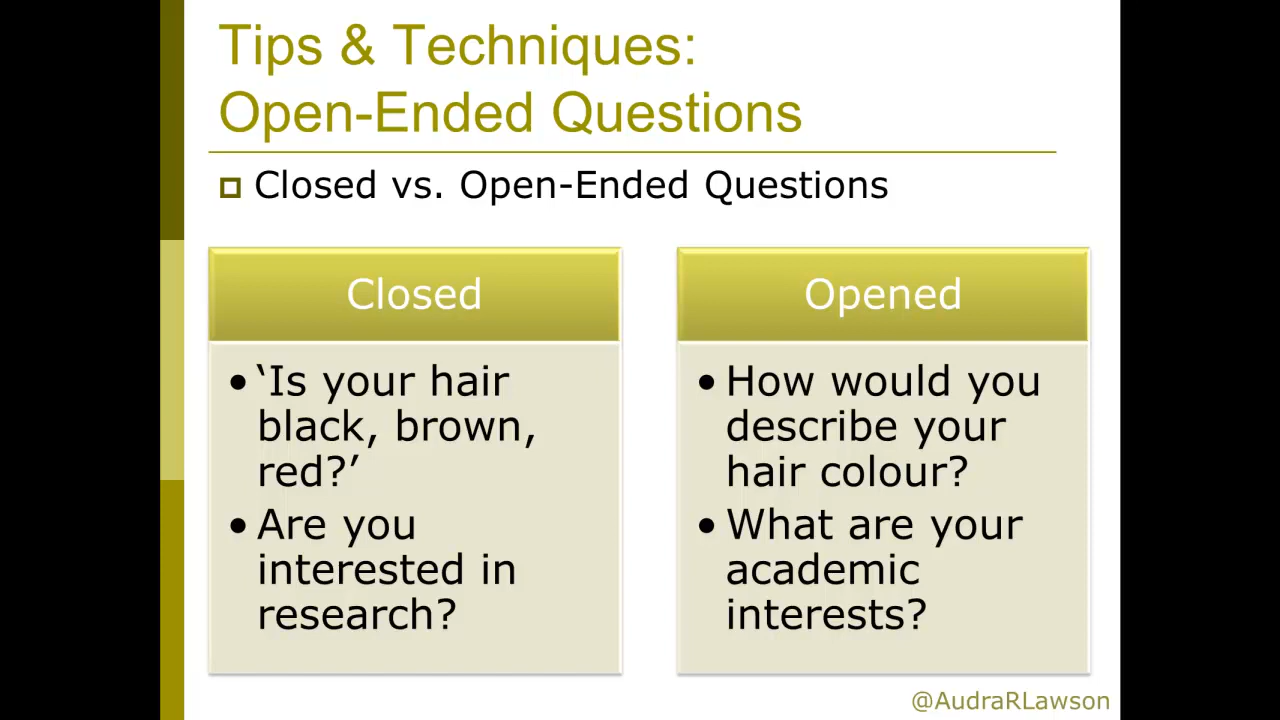 Tips & Techniques:
Open-Ended Questions
Closed vs. Open-Ended Questions
Closed
•‘Is your hair
black, brown,
red?’
•Are you
interested in
research?
Opened
•How would you
describe your
hair colour?
•What are your
academic
interests?
@AudraRLawson